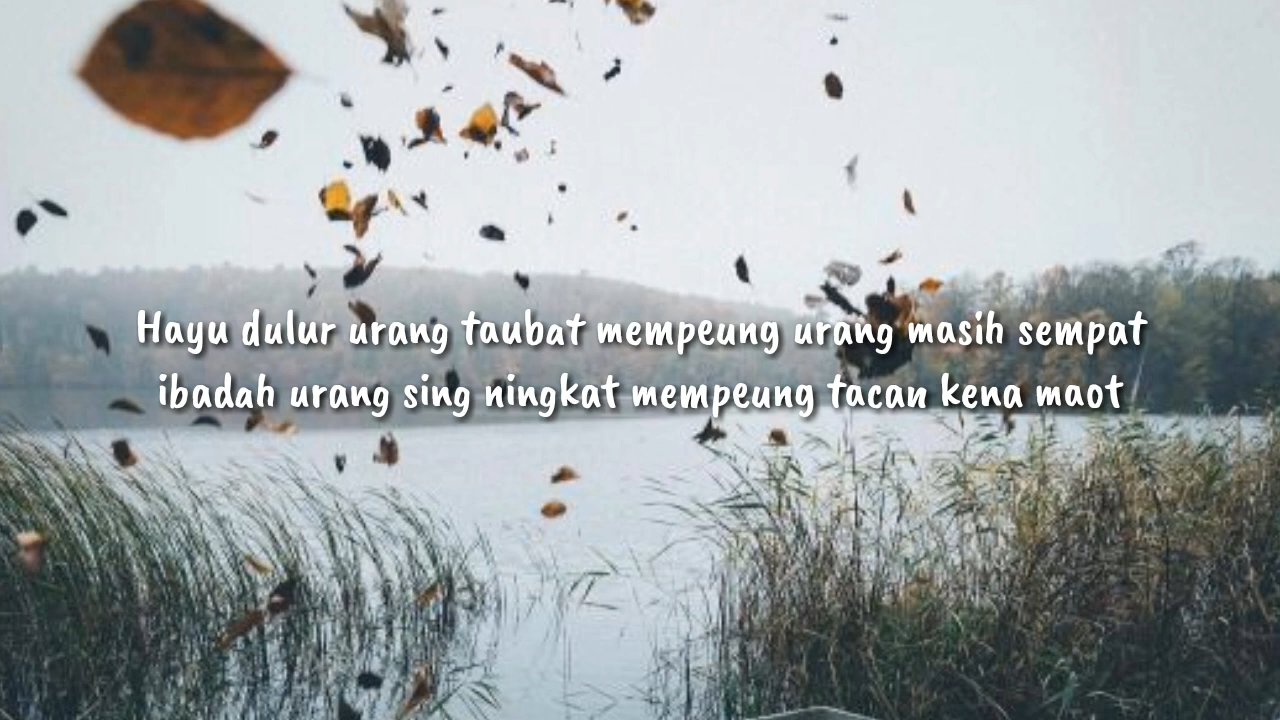 Hayu dulur urang taubat mempeung urang masih sempat
ibadah urang sing ningkat mempeung tacan kena maot